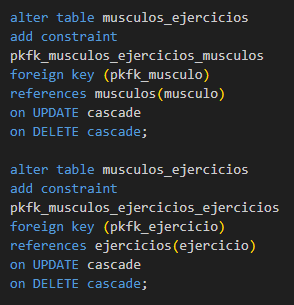 alter table musculos_ejercicios
add constraint
pkfk_musculos_ejercicios_musculos
foreign key (pkfk_musculo)
references musculos(musculo)
on UPDATE cascade
on DELETE cascade;

alter table musculos_ejercicios
add constraint
pkfk_musculos_ejercicios_ejercicios
foreign key (pkfk_ejercicio)
references ejercicios(ejercicio)
on UPDATE cascade
on DELETE cascade;